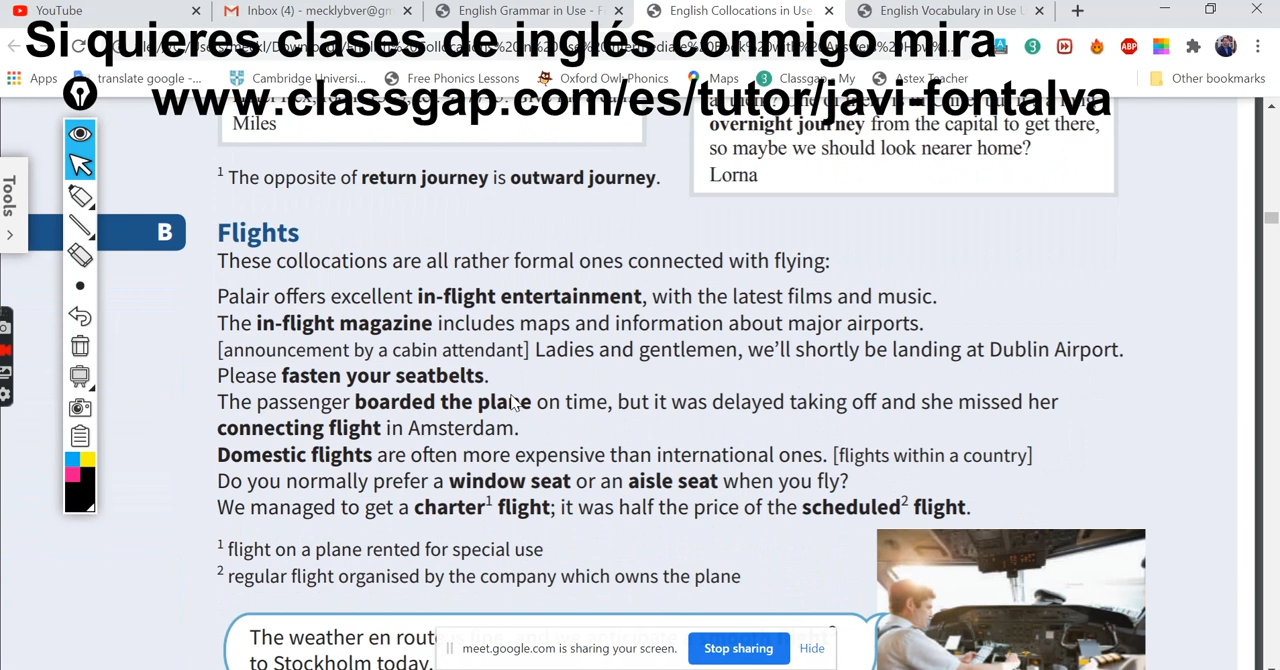 YouTube
Inbox (4) - mecklybver@gm
English Grammar in Use - Fi
English Collocations in Use
English Vocabulary in Use U
Si quieres clases de inglés conmigo mira
www.classgap.com/es/tutor/javi-fontalva
Apps
translate google -...
Cambridge Universi...
Free Phonics Lessons
Oxford Owl Phonics
Maps
Classgap - My
Astex Teacher
Other bookmarks
Tools
Miles
overnight journey from the capital to get there,
so maybe we should look nearer home?
Lorna
1 The opposite of return journey is outward journey.
B
Flights
These collocations are all rather formal ones connected with flying:
Palair offers excellent in-flight entertainment, with the latest films and music.
The in-flight magazine includes maps and information about major airports.
[announcement by a cabin attendant] Ladies and gentlemen, we'll shortly be landing at Dublin Airport.
Please fasten your seatbelts.
The passenger boarded the plane on time, but it was delayed taking off and she missed her
connecting flight in Amsterdam.
Domestic flights are often more expensive than international ones. [flights within a country]
Do you normally prefer a window seat or an aisle seat when you fly?
We managed to get a charter1 flight; it was half the price of the scheduled2 flight.
1 flight on a plane rented for special use
2 regular flight organised by the company which owns the plane
The weather en route
to Stockholm today.
meet.google.com is sharing your screen.
Stop sharing
Hide